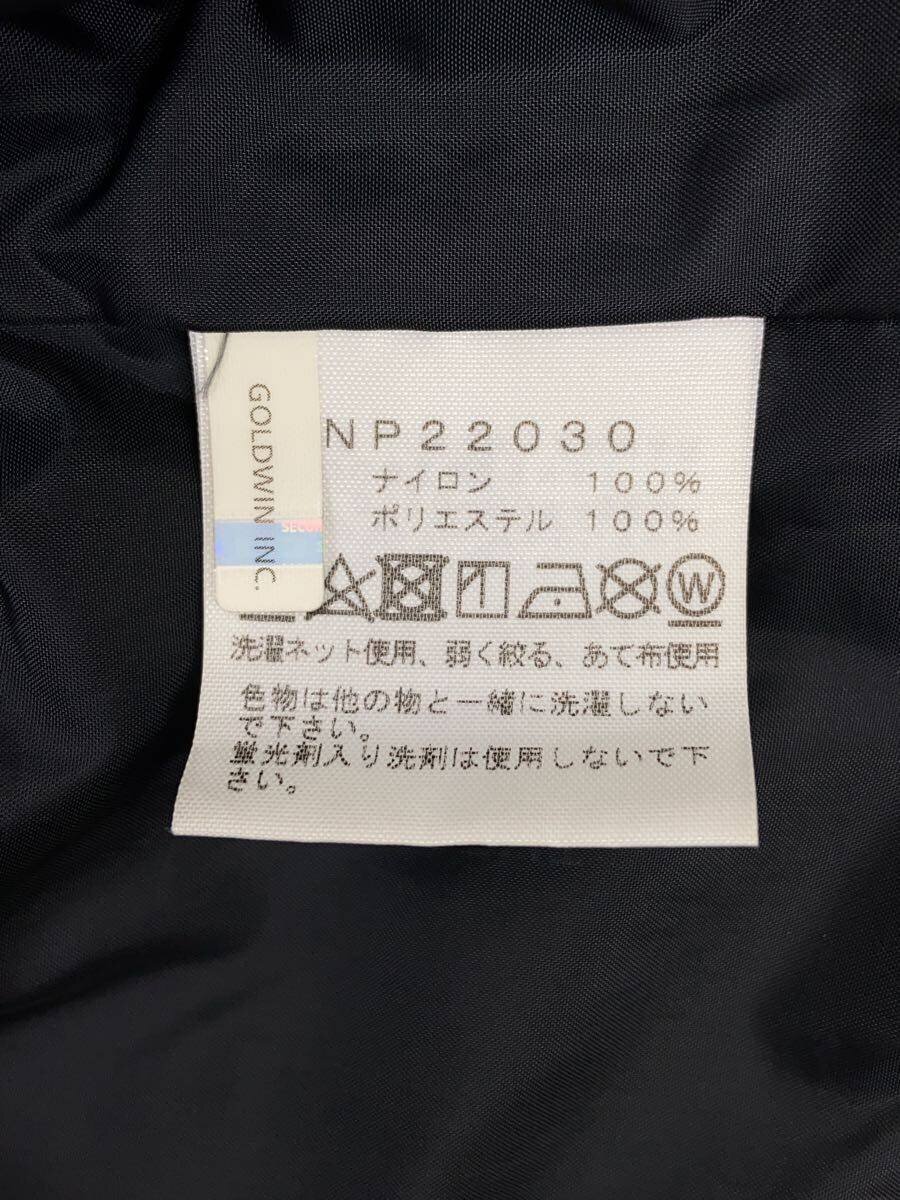 GOLDWIN INC.
SECUR
NP22030
ナイロン 100%
ポリエステル 100%
W
洗濯ネット使用、弱く絞る、あて布使用
色物は他の物と一緒に洗濯しない
で下さい。
蛍光剤入り洗剤は使用しないで下
さい。